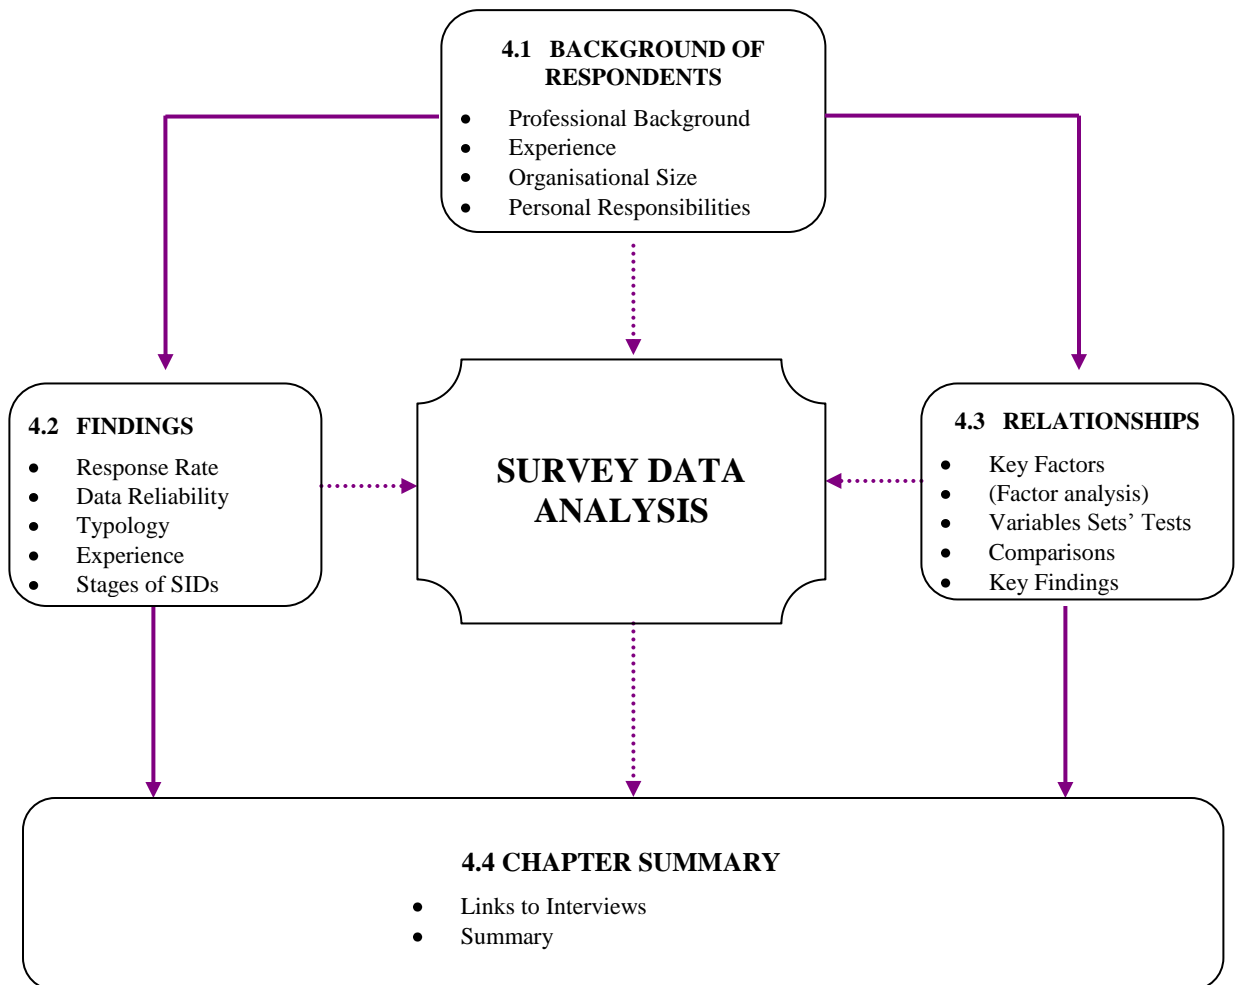 4.1 BACKGROUND OF
RESPONDENTS
• Professional Background
• Experience
• Organisational Size
• Personal Responsibilities
4.2 FINDINGS
• Response Rate
• Data Reliability
• Typology
• Experience
• Stages of SIDs
SURVEY DATA
ANALYSIS
4.3 RELATIONSHIPS
• Key Factors
• (Factor analysis)
• Variables Sets’ Tests
• Comparisons
• Key Findings
4.4 CHAPTER SUMMARY
• Links to Interviews
• Summary